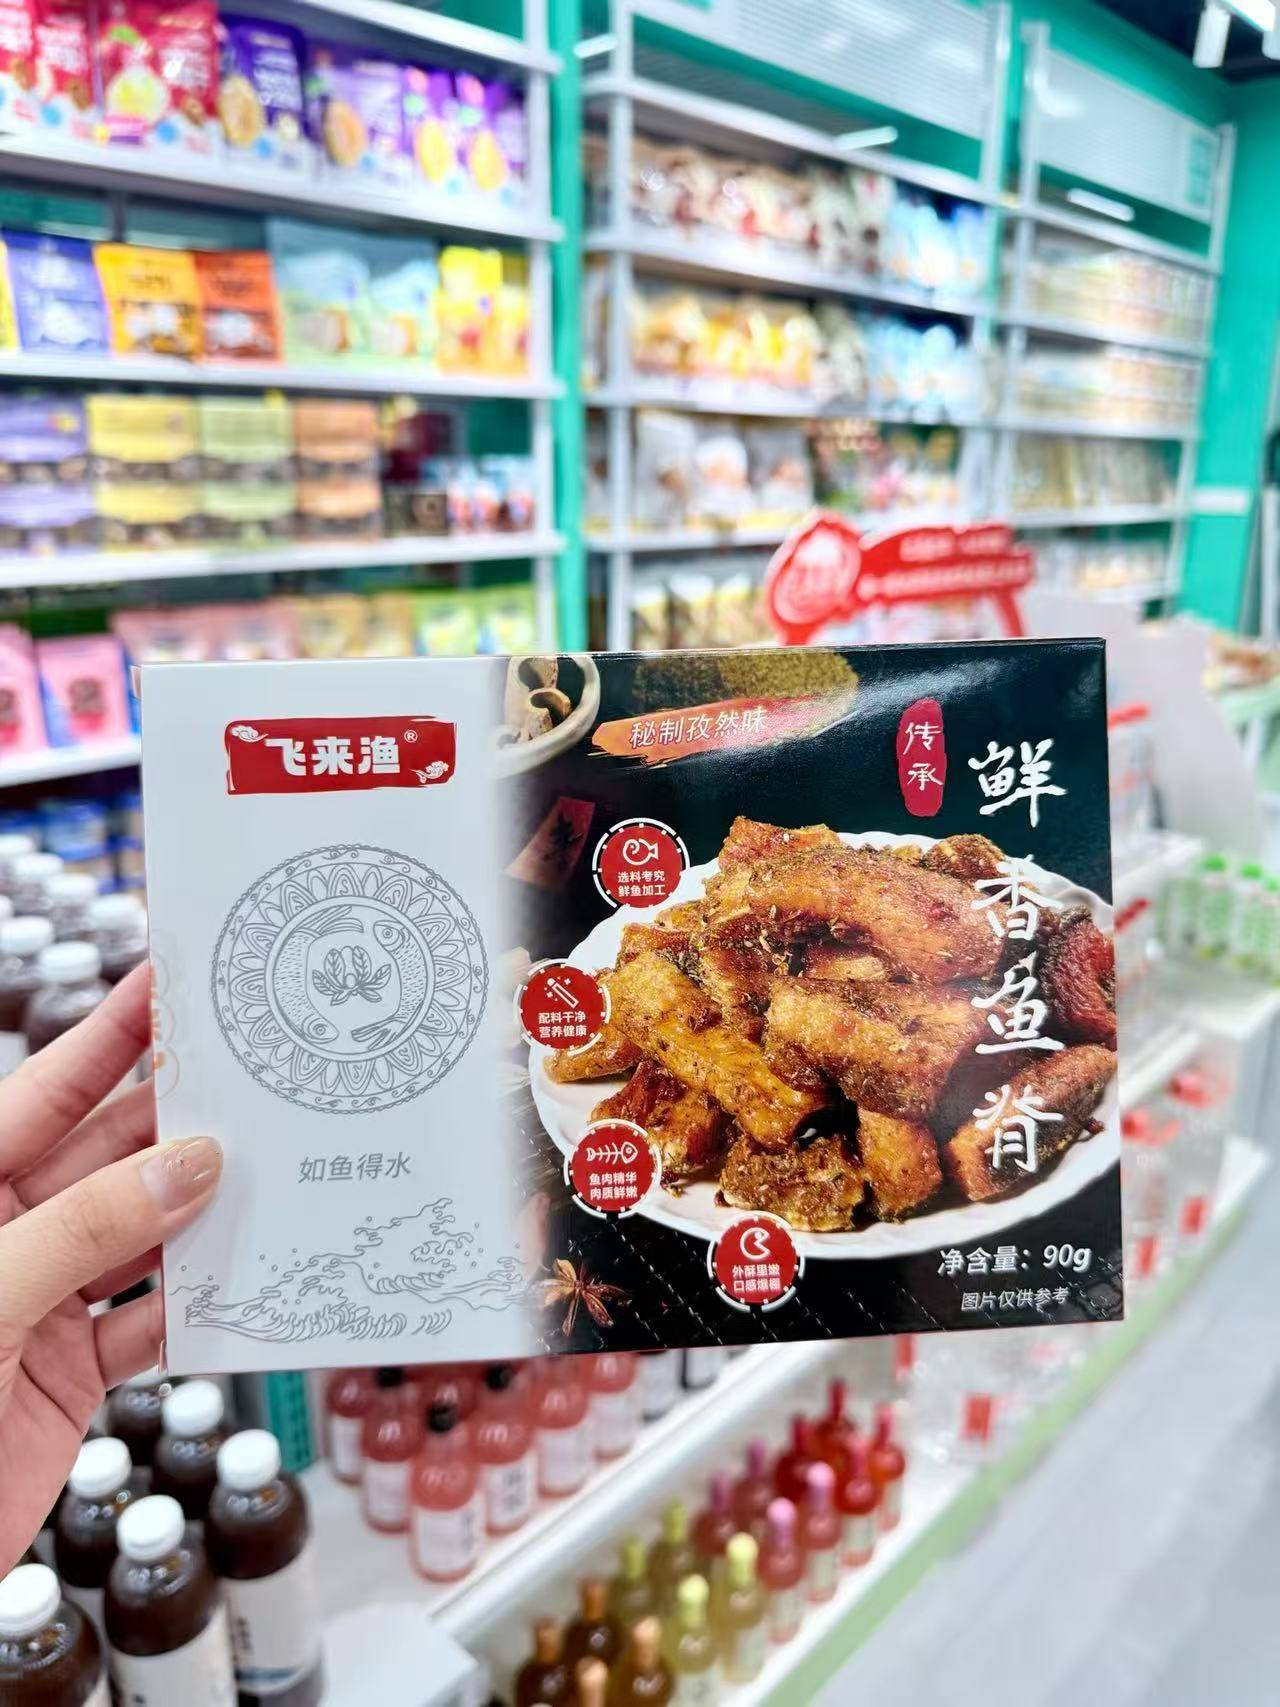 飞来渔®
如鱼得水
秘制孜然味
传承
鲜香鱼脊
选料考究
鲜鱼加工
配料干净
营养健康
鱼肉精华
肉质鲜嫩
外酥里嫩
口感爆棚
净含量：90g
图片仅供参考